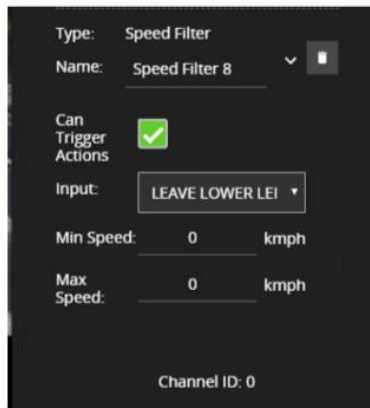 Type: Speed Filter
Name: Speed Filter 8
Can
Trigger
Actions
Input: LEAVE LOWER LEI
Min Speed: 0 kmph
Max
Speed: 0 kmph
Channel ID: 0